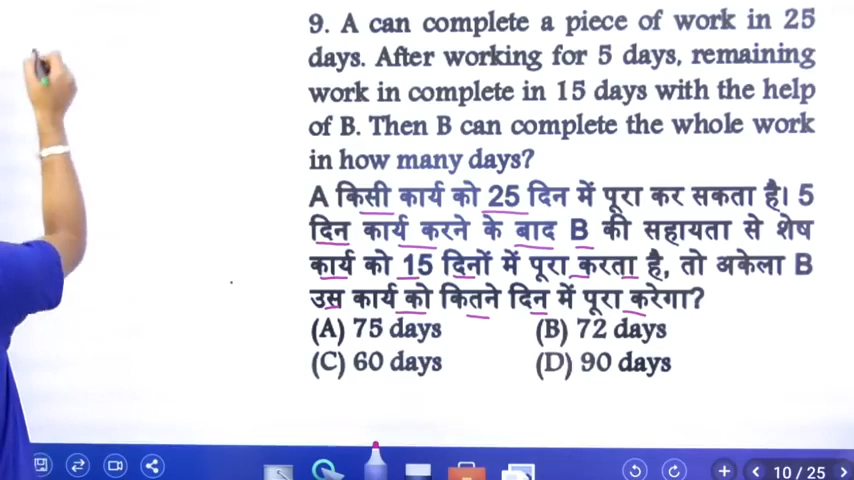 9. A can complete a piece of work in 25
days. After working for 5 days, remaining
work in complete in 15 days with the help
of B. Then B can complete the whole work
in how many days?
A किसी कार्य को 25 दिन में पूरा कर सकता है। 5
दिन कार्य करने के बाद B की सहायता से शेष
कार्य को 15 दिनों में पूरा करता है, तो अकेला B
उस कार्य को कितने दिन में पूरा करेगा?
(A) 75 days (B) 72 days
(C) 60 days (D) 90 days
10 / 25